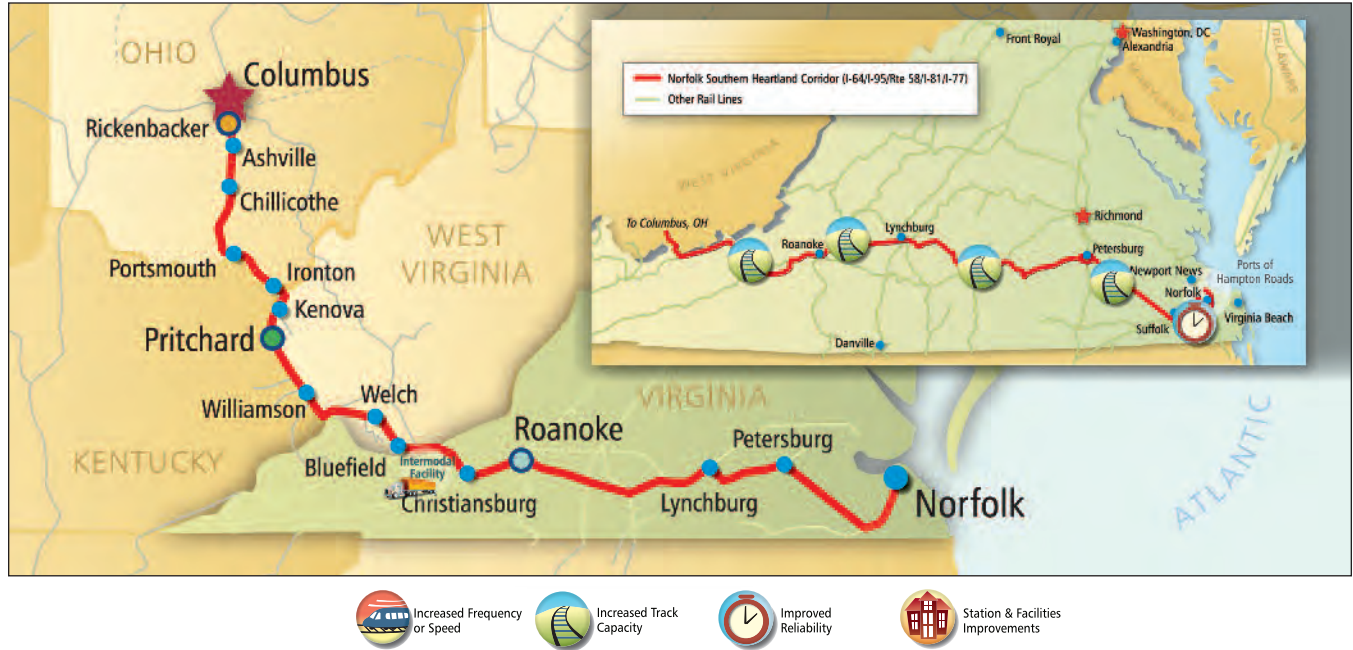 OHIO
Columbus
Rickenbacker
Ashville
Chillicothe
Portsmouth
Ironton
Kenova
Pritchard
WEST
VIRGINIA
Williamson
Welch
KENTUCKY
Bluefield
Intermodal
Facility
Christiansburg
Roanoke
VIRGINIA
Lynchburg
Petersburg
Norfolk
ATLANTIC
Front Royal
Washington, DC
Alexandria
MARYLAND
DELAWARE
Norfolk Southern Heartland Corridor (I-64/I-95/Rte 58/I-81/I-77)
Other Rail Lines
WEST VIRGINIA
To Columbus, OH
Roanoke
Lynchburg
Richmond
Petersburg
Newport News
Ports of
Hampton Roads
Norfolk
Virginia Beach
Suffolk
Danville
Increased Frequency
or Speed
Increased Track
Capacity
Improved
Reliability
Station & Facilities
Improvements